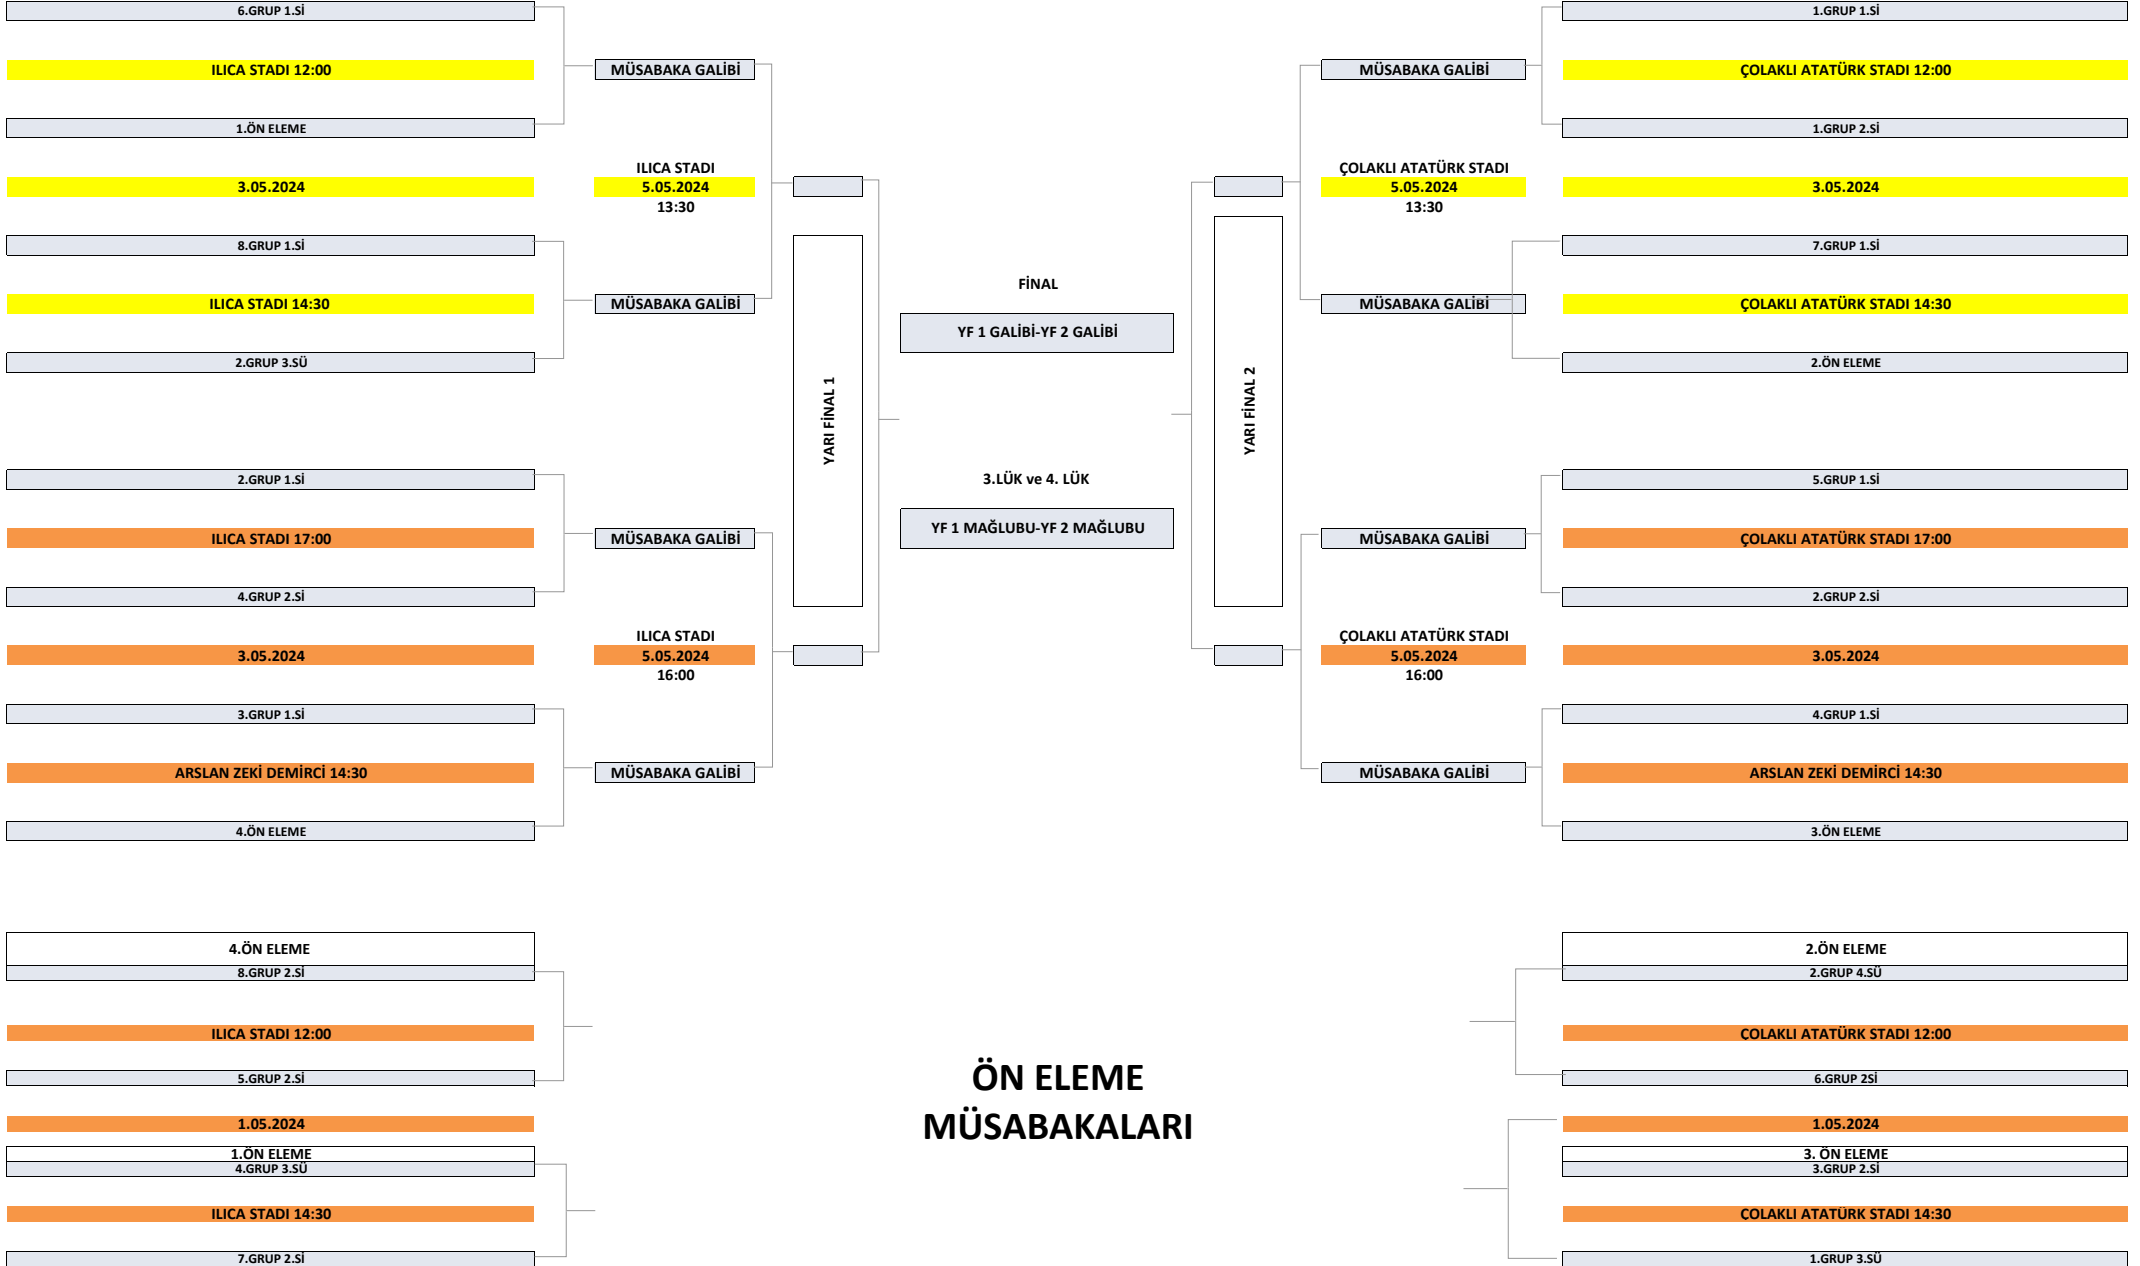 6.GRUP 1.Sİ
1.GRUP 1.Sİ
ILICA STADI 12:00
MÜSABAKA GALİBİ
MÜSABAKA GALİBİ
ÇOLAKLI ATATÜRK STADI 12:00
1.ÖN ELEME
1.GRUP 2.Sİ
ILICA STADI
ÇOLAKLI ATATÜRK STADI
3.05.2024
5.05.2024
5.05.2024
3.05.2024
13:30
13:30
8.GRUP 1.Sİ
7.GRUP 1.Sİ
FİNAL
ILICA STADI 14:30
MÜSABAKA GALİBİ
MÜSABAKA GALİBİ
ÇOLAKLI ATATÜRK STADI 14:30
YF 1 GALİBİ-YF 2 GALİBİ
2.GRUP 3.SÜ
2.ÖN ELEME
YARI FİNAL 1
YARI FİNAL 2
2.GRUP 1.Sİ
3.LÜK ve 4. LÜK
5.GRUP 1.Sİ
YF 1 MAĞLUBU-YF 2 MAĞLUBU
ILICA STADI 17:00
MÜSABAKA GALİBİ
MÜSABAKA GALİBİ
ÇOLAKLI ATATÜRK STADI 17:00
4.GRUP 2.Sİ
2.GRUP 2.Sİ
ILICA STADI
ÇOLAKLI ATATÜRK STADI
3.05.2024
5.05.2024
5.05.2024
3.05.2024
16:00
16:00
3.GRUP 1.Sİ
4.GRUP 1.Sİ
ARSLAN ZEKİ DEMİRCİ 14:30
MÜSABAKA GALİBİ
MÜSABAKA GALİBİ
ARSLAN ZEKİ DEMİRCİ 14:30
4.ÖN ELEME
3.ÖN ELEME
4.ÖN ELEME
2.ÖN ELEME
8.GRUP 2.Sİ
2.GRUP 4.SÜ
ILICA STADI 12:00
ÇOLAKLI ATATÜRK STADI 12:00
5.GRUP 2.Sİ
6.GRUP 2Sİ
ÖN ELEME
MÜSABAKALARI
1.05.2024
1.05.2024
1.ÖN ELEME
3. ÖN ELEME
4.GRUP 3.SÜ
3.GRUP 2.Sİ
ILICA STADI 14:30
ÇOLAKLI ATATÜRK STADI 14:30
7.GRUP 2.Sİ
1.GRUP 3.SÜ